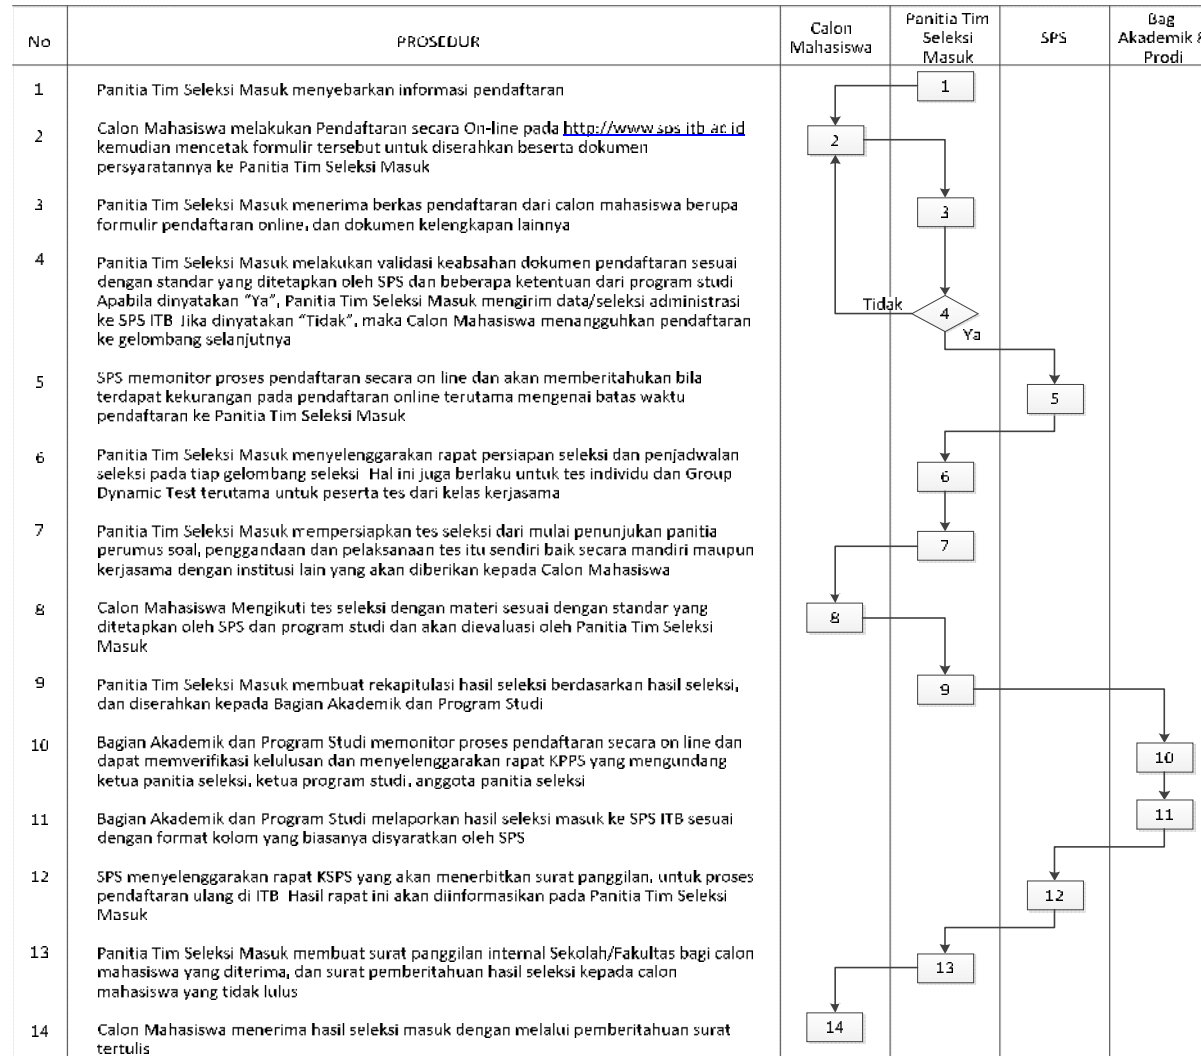 No
PROSEDUR
Calon
Mahasiswa
Panitia Tim
Seleksi
Masuk
SPS
Bag
Akademik &
Prodi
1
Panitia Tim Seleksi Masuk menyebarkan informasi pendaftaran
2
Calon Mahasiswa melakukan Pendaftaran secara On-line pada http://www.sps.itb.ac.id
kemudian mencetak formulir tersebut untuk diserahkan beserta dokumen
persyaratannya ke Panitia Tim Seleksi Masuk
3
Panitia Tim Seleksi Masuk menerima berkas pendaftaran dari calon mahasiswa berupa
formulir pendaftaran online, dan dokumen kelengkapan lainnya
4
Panitia Tim Seleksi Masuk melakukan validasi keabsahan dokumen pendaftaran sesuai
dengan standar yang ditetapkan oleh SPS dan beberapa ketentuan dari program studi
Apabila dinyatakan "Ya", Panitia Tim Seleksi Masuk mengirim data/seleksi administrasi
ke SPS ITB Jika dinyatakan "Tidak", maka Calon Mahasiswa menangguhkan pendaftaran
ke gelombang selanjutnya
5
SPS memonitor proses pendaftaran secara on line dan akan memberitahukan bila
terdapat kekurangan pada pendaftaran online terutama mengenai batas waktu
pendaftaran ke Panitia Tim Seleksi Masuk
6
Panitia Tim Seleksi Masuk menyelenggarakan rapat persiapan seleksi dan penjadwalan
seleksi pada tiap gelombang seleksi Hal ini juga berlaku untuk tes individu dan Group
Dynamic Test terutama untuk peserta tes dari kelas kerjasama
7
Panitia Tim Seleksi Masuk mempersiapkan tes seleksi dari mulai penunjukan panitia
perumus soal, penggandaan dan pelaksanaan tes itu sendiri baik secara mandiri maupun
kerjasama dengan institusi lain yang akan diberikan kepada Calon Mahasiswa
8
Calon Mahasiswa Mengikuti tes seleksi dengan materi sesuai dengan standar yang
ditetapkan oleh SPS dan program studi dan akan dievaluasi oleh Panitia Tim Seleksi
Masuk
9
Panitia Tim Seleksi Masuk membuat rekapitulasi hasil seleksi berdasarkan hasil seleksi,
dan diserahkan kepada Bagian Akademik dan Program Studi
10
Bagian Akademik dan Program Studi memonitor proses pendaftaran secara on line dan
dapat memverifikasi kelulusan dan menyelenggarakan rapat KPPS yang mengundang
ketua panitia seleksi, ketua program studi, anggota panitia seleksi
11
Bagian Akademik dan Program Studi melaporkan hasil seleksi masuk ke SPS ITB sesuai
dengan format kolom yang biasanya disyaratkan oleh SPS
12
SPS menyelenggarakan rapat KSPS yang akan menerbitkan surat panggilan, untuk proses
pendaftaran ulang di ITB Hasil rapat ini akan diinformasikan pada Panitia Tim Seleksi
Masuk
13
Panitia Tim Seleksi Masuk membuat surat panggilan internal Sekolah/Fakultas bagi calon
mahasiswa yang diterima, dan surat pemberitahuan hasil seleksi kepada calon
mahasiswa yang tidak lulus
14
Calon Mahasiswa menerima hasil seleksi masuk dengan melalui pemberitahuan surat
tertulis
1
2
3
Tidak
4
Ya
5
6
7
8
9
10
11
12
13
14